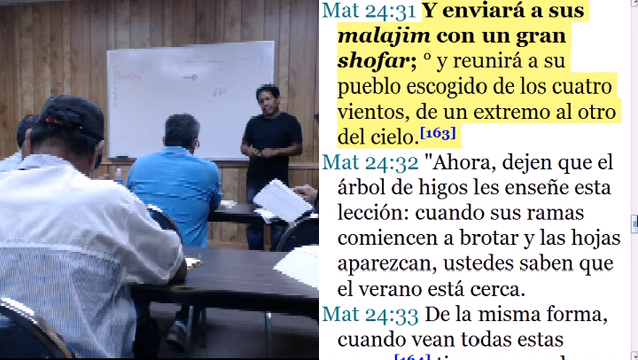 Mat 24:31 Y enviará a sus
malajim con un gran
shofar; ° y reunirá a su
pueblo escogido de los cuatro
vientos, de un extremo al otro
del cielo.[163]
Mat 24:32 "Ahora, dejen que el
árbol de higos les enseñe esta
lección: cuando sus ramas
comiencen a brotar y las hojas
aparezcan, ustedes saben que
el verano está cerca.
Mat 24:33 De la misma forma,
cuando vean todas estas